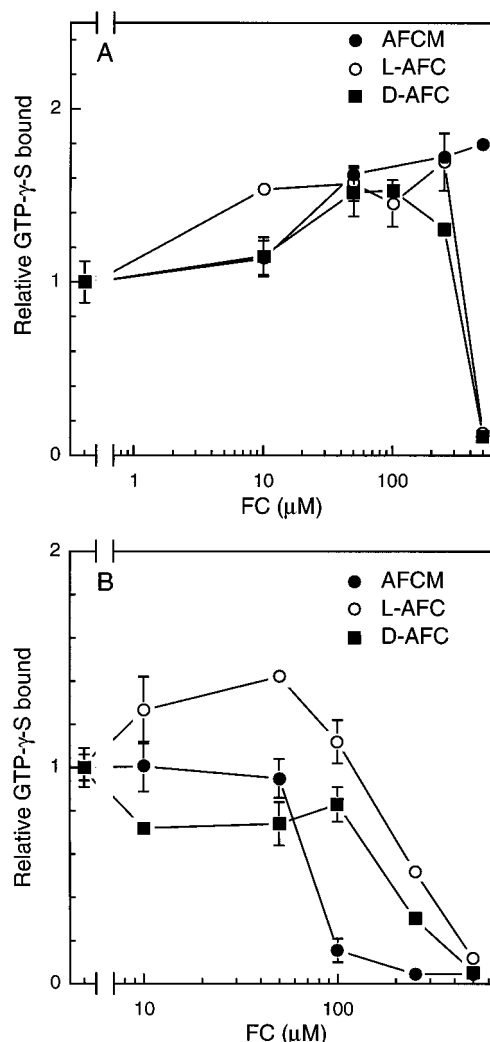 A
AFCM
L-AFC
D-AFC
2
1
0
Relative GTP-γ-S bound
1
10
100
FC (μM)
B
AFCM
L-AFC
D-AFC
2
1
0
Relative GTP-γ-S bound
10
100
FC (μM)